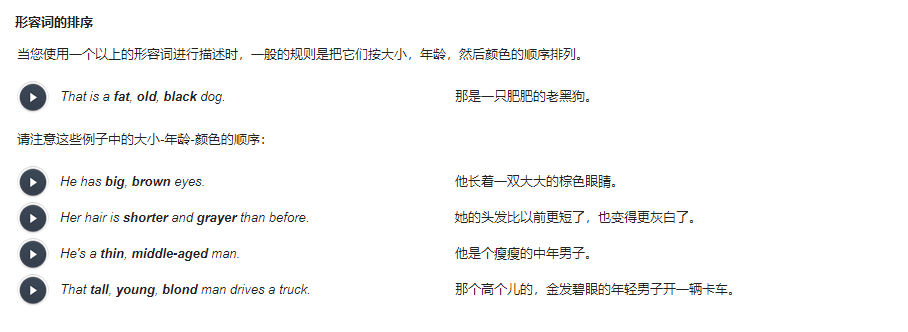 形容词的排序
当您使用一个以上的形容词进行描述时，一般的规则是把它们按大小，年龄，然后颜色的顺序排列。
That is a fat, old, black dog. 那是一只肥肥的老黑狗。
请注意这些例子中的大小-年龄-颜色的顺序：
He has big, brown eyes. 他长着一双大大的棕色眼睛。
Her hair is shorter and grayer than before. 她的头发比以前更短了，也变得更灰白了。
He's a thin, middle-aged man. 他是个瘦瘦的中年男子。
That tall, young, blond man drives a truck. 那个高个儿的，金发碧眼的年轻男子开一辆卡车。